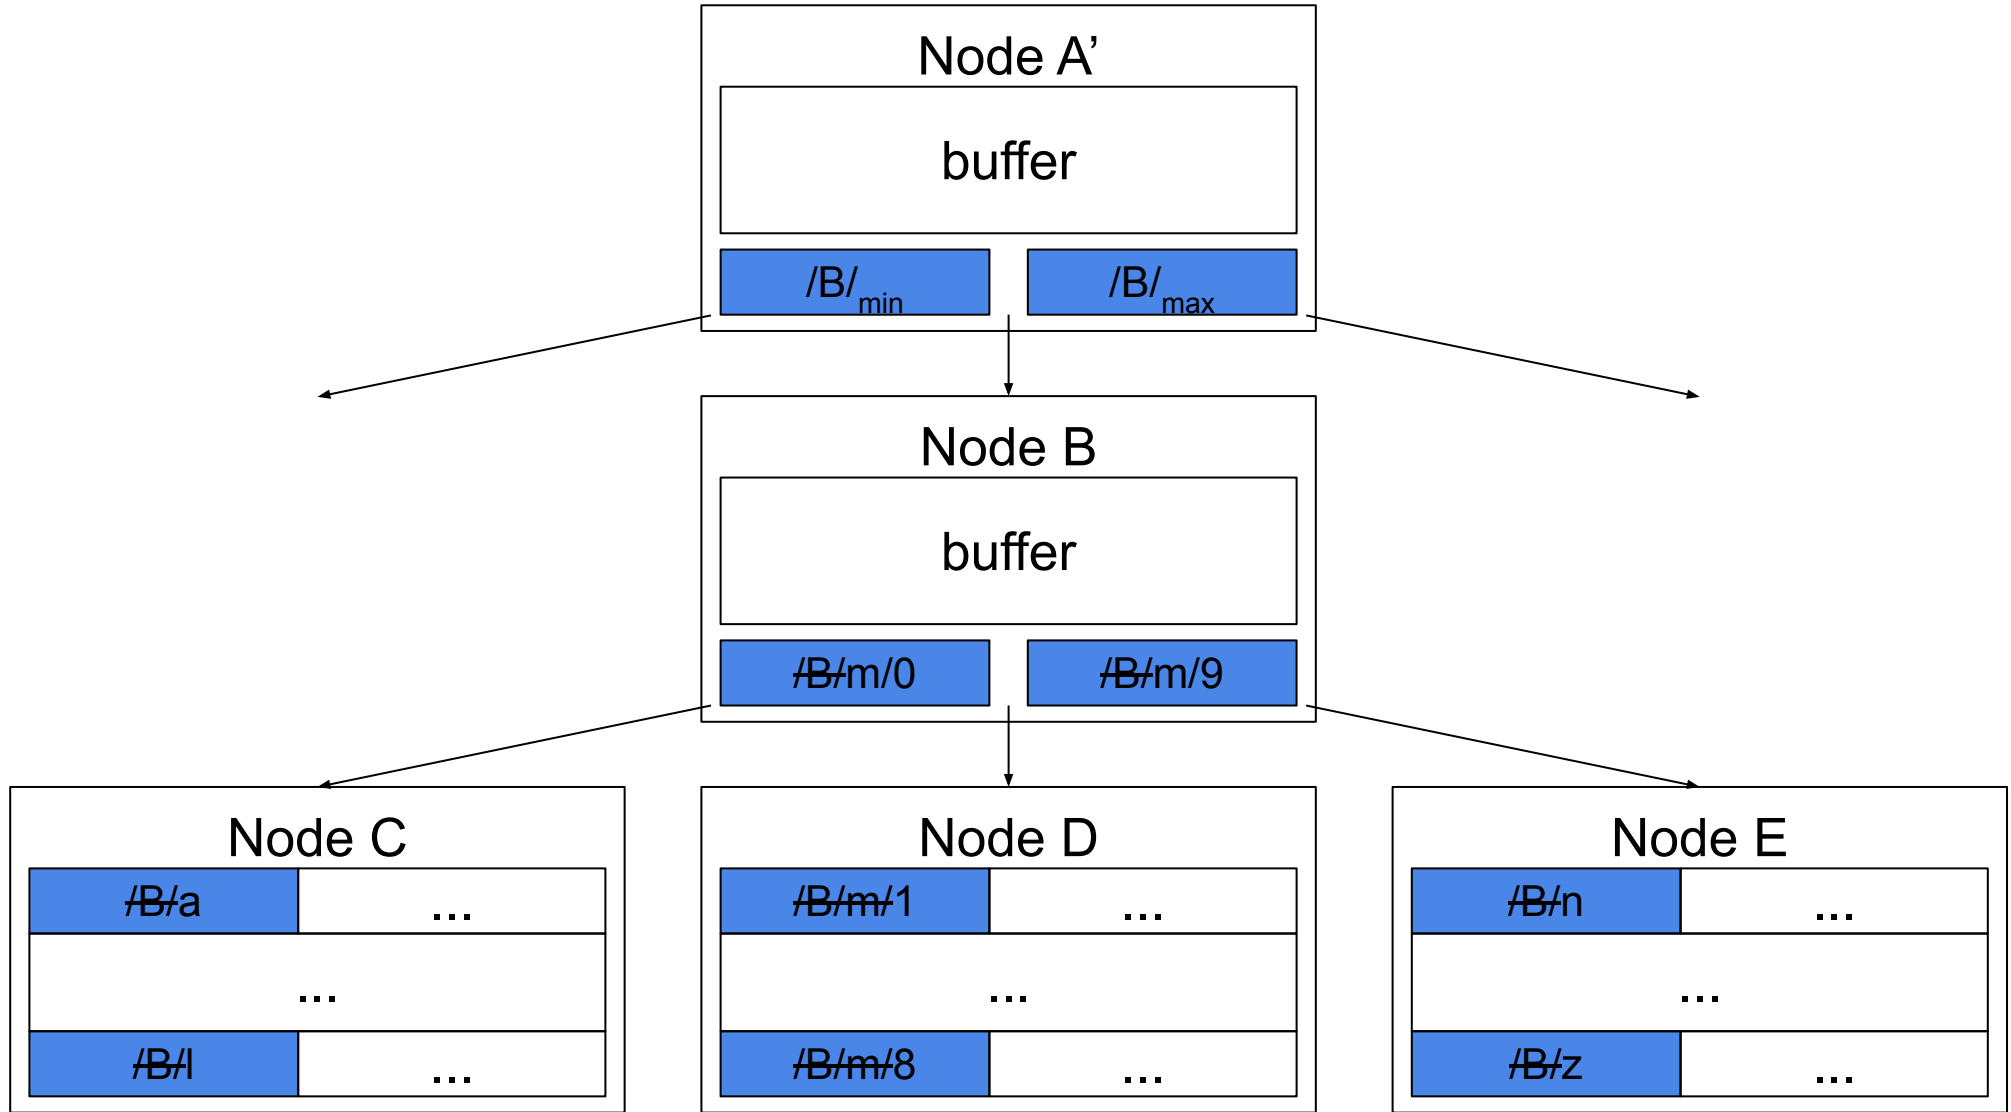 Node A’
buffer
/B/min
/B/max
Node B
buffer
/B/m/0
/B/m/9
Node C
/B/a
...
...
/B/l
...
Node D
/B/m/1
...
...
/B/m/8
...
Node E
/B/n
...
...
/B/z
...